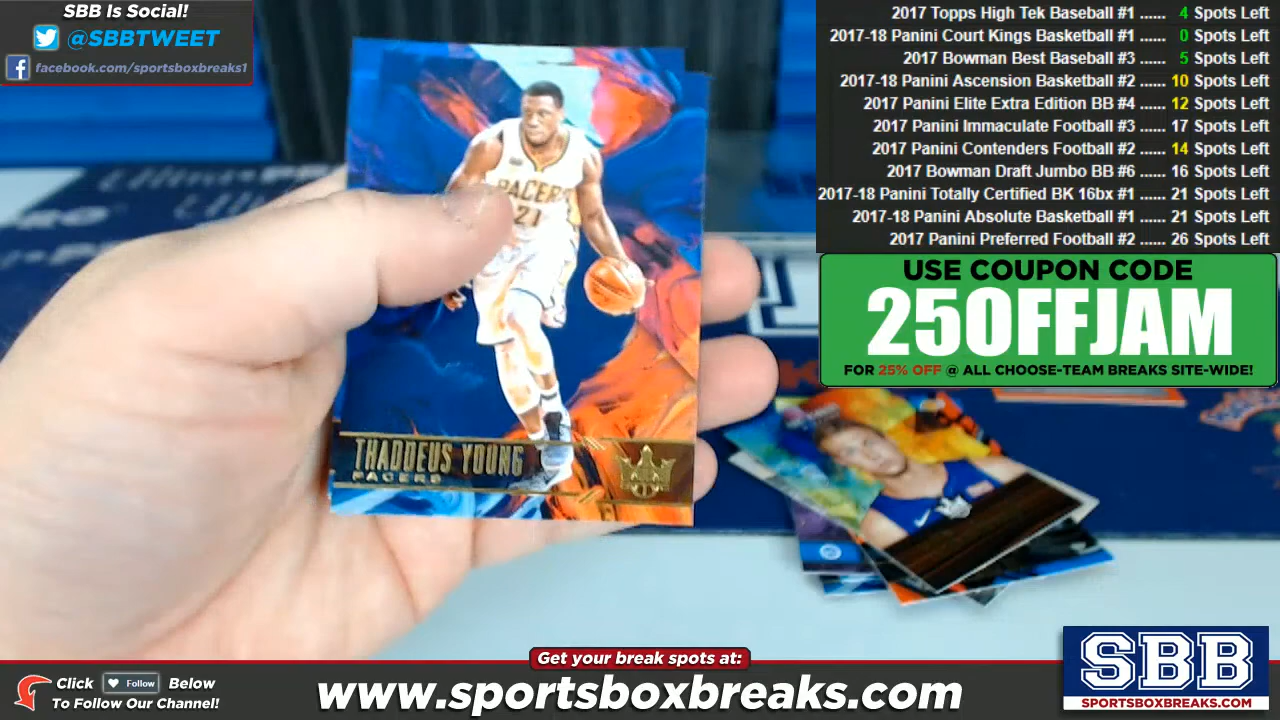 SBB Is Social!
@SBBTWEET
facebook.com/sportsboxbreaks1
2017 Topps High Tek Baseball #1 ...... 4 Spots Left
2017-18 Panini Court Kings Basketball #1 ...... 0 Spots Left
2017 Bowman Best Baseball #3 ...... 5 Spots Left
2017-18 Panini Ascension Basketball #2 ...... 10 Spots Left
2017 Panini Elite Extra Edition BB #4 ...... 12 Spots Left
2017 Panini Immaculate Football #3 ...... 17 Spots Left
2017 Panini Contenders Football #2 ...... 14 Spots Left
2017 Bowman Draft Jumbo BB #6 ...... 16 Spots Left
2017-18 Panini Totally Certified BK 16bx #1 ...... 21 Spots Left
2017-18 Panini Absolute Basketball #1 ...... 21 Spots Left
2017 Panini Preferred Football #2 ...... 26 Spots Left
USE COUPON CODE
25OFFJAM
FOR 25% OFF @ ALL CHOOSE-TEAM BREAKS SITE-WIDE!
PACERS
21
THADDEUS YOUNG
PACERS
Get your break spots at:
Click Follow Below
To Follow Our Channel!
www.sportsboxbreaks.com
SBB
SPORTSBOXBREAKS.COM